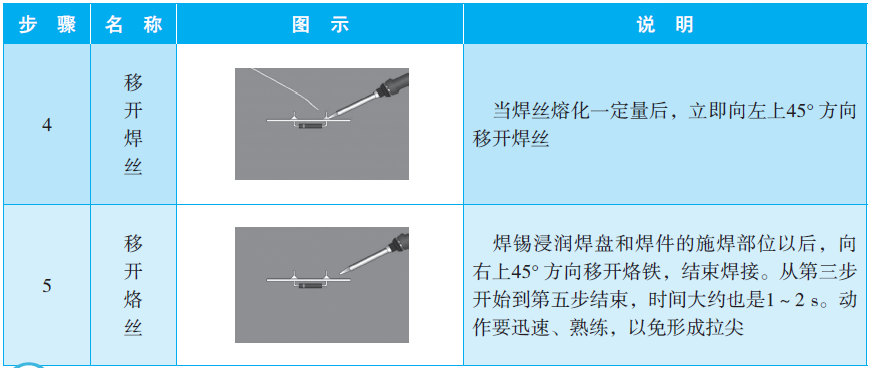 步 骤 名 称 图 示 说 明
4
移
开
焊
丝
当焊丝熔化一定量后，立即向左上45° 方向
移开焊丝
5
移
开
烙
丝
焊锡浸润焊盘和焊件的施焊部位以后，向
右上45° 方向移开烙铁，结束焊接。从第三步
开始到第五步结束，时间大约也是1 ~ 2 s。动
作要迅速、熟练，以免形成拉尖